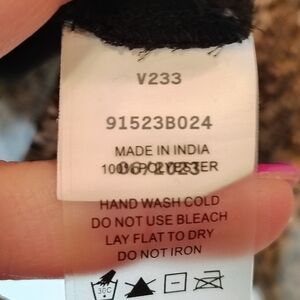 V233
91523B024
MADE IN INDIA
100% POLYESTER
06/2023
HAND WASH COLD
DO NOT USE BLEACH
LAY FLAT TO DRY
DO NOT IRON
30C